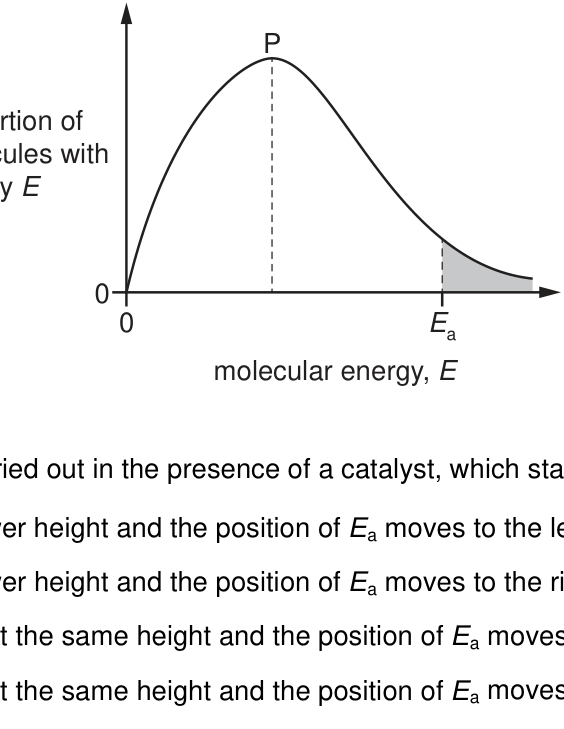 P
rtion of
cules with
y E
0
0
Ea
molecular energy, E
ried out in the presence of a catalyst, which sta
er height and the position of Ea moves to the le
er height and the position of Ea moves to the ri
t the same height and the position of Ea moves
t the same height and the position of Ea moves